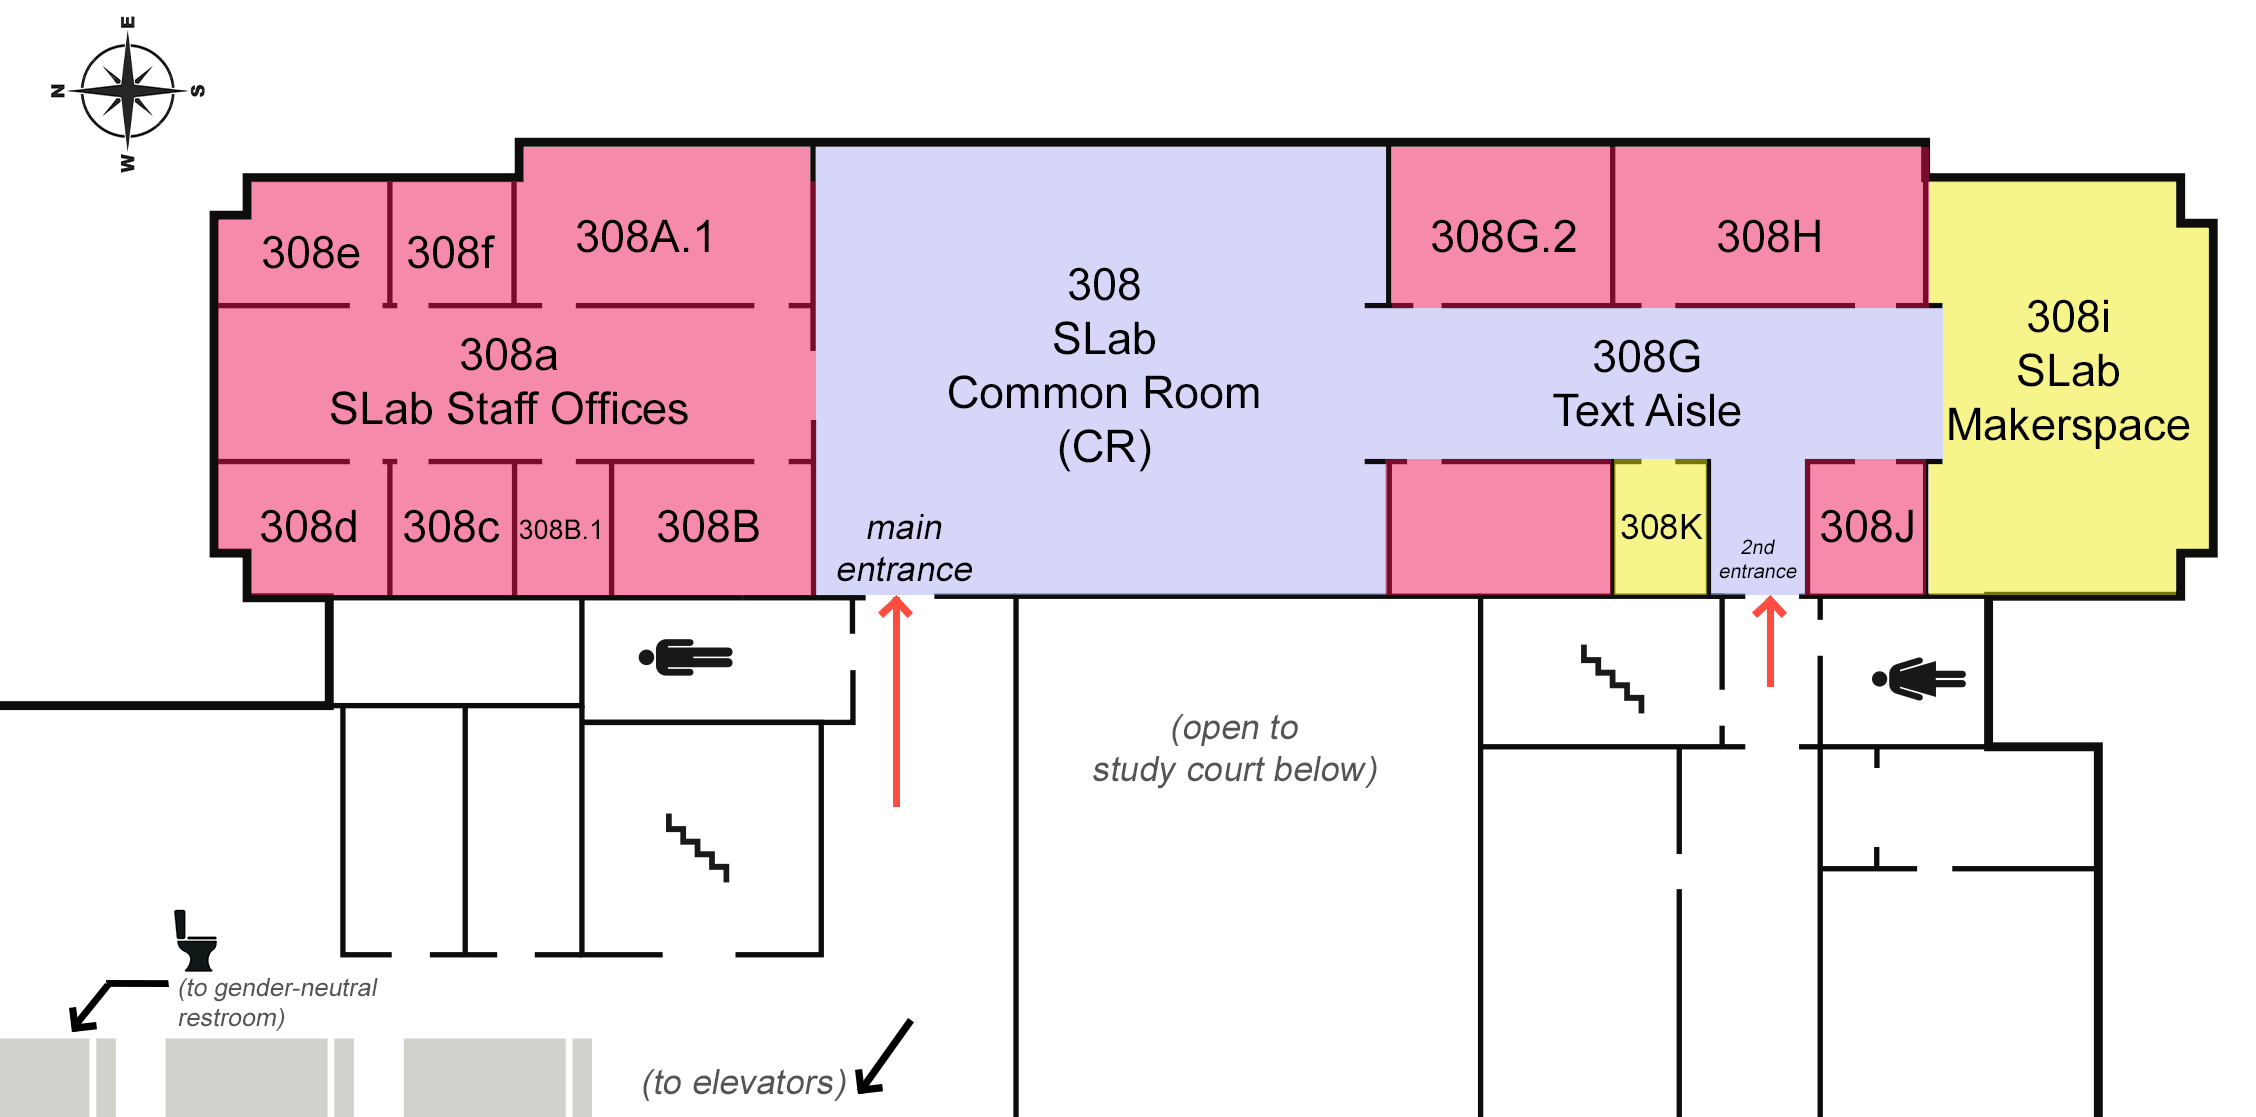 E
N
S
W
308e
308f
308A.1
308a
SLab Staff Offices
308d
308c
308B.1
308B
308
SLab
Common Room
(CR)
main
entrance
308G.2
308H
308G
Text Aisle
308K
2nd
entrance
308J
308i
SLab
Makerspace
(open to
study court below)
(to gender-neutral
restroom)
(to elevators)